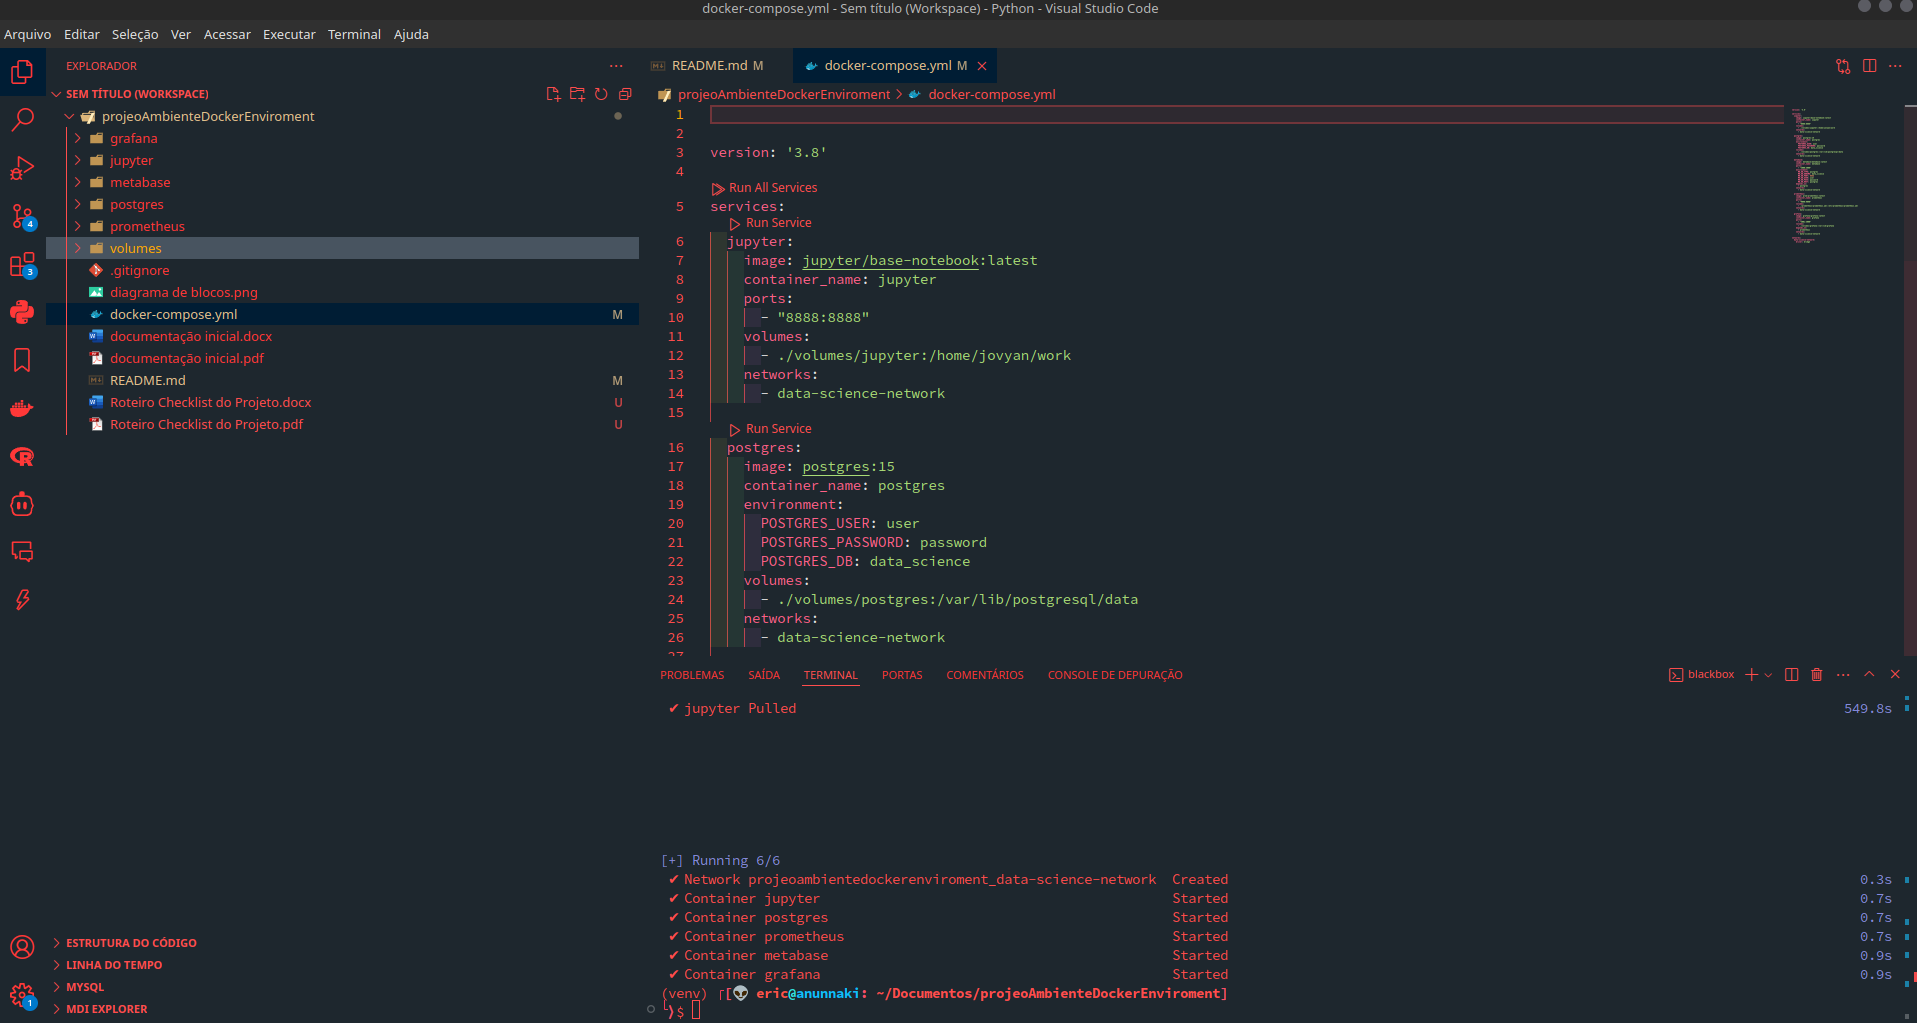 docker-compose.yml - Sem título (Workspace) - Python - Visual Studio Code
Arquivo Editar Seleção Ver Acessar Executar Terminal Ajuda
EXPLORADOR
SEM TÍTULO (WORKSPACE)
projeoAmbienteDockerEnviroment
grafana
jupyter
metabase
postgres
prometheus
volumes
.gitignore
diagrama de blocos.png
docker-compose.yml M
documentação inicial.docx
documentação inicial.pdf
README.md M
Roteiro Checklist do Projeto.docx U
Roteiro Checklist do Projeto.pdf U
4
3
1
ESTRUTURA DO CÓDIGO
LINHA DO TEMPO
MYSQL
MDI EXPLORER
README.md M docker-compose.yml M
projeoAmbienteDockerEnviroment > docker-compose.yml
1
2
3 version: '3.8'
4
Run All Services
5 services:
Run Service
6 jupyter:
7 image: jupyter/base-notebook:latest
8 container_name: jupyter
9 ports:
10 - "8888:8888"
11 volumes:
12 - ./volumes/jupyter:/home/jovyan/work
13 networks:
14 - data-science-network
15
Run Service
16 postgres:
17 image: postgres:15
18 container_name: postgres
19 environment:
20 POSTGRES_USER: user
21 POSTGRES_PASSWORD: password
22 POSTGRES_DB: data_science
23 volumes:
24 - ./volumes/postgres:/var/lib/postgresql/data
25 networks:
26 - data-science-network
27
PROBLEMAS SAÍDA TERMINAL PORTAS COMENTÁRIOS CONSOLE DE DEPURAÇÃO blackbox
✔ jupyter Pulled 549.8s
[+] Running 6/6
✔ Network projeoambientedockerenviroment_data-science-network Created 0.3s
✔ Container jupyter Started 0.7s
✔ Container postgres Started 0.7s
✔ Container prometheus Started 0.7s
✔ Container metabase Started 0.9s
✔ Container grafana Started 0.9s
(venv) ┌[👽 eric@anunnaki: ~/Documentos/projeoAmbienteDockerEnviroment]
└❯$